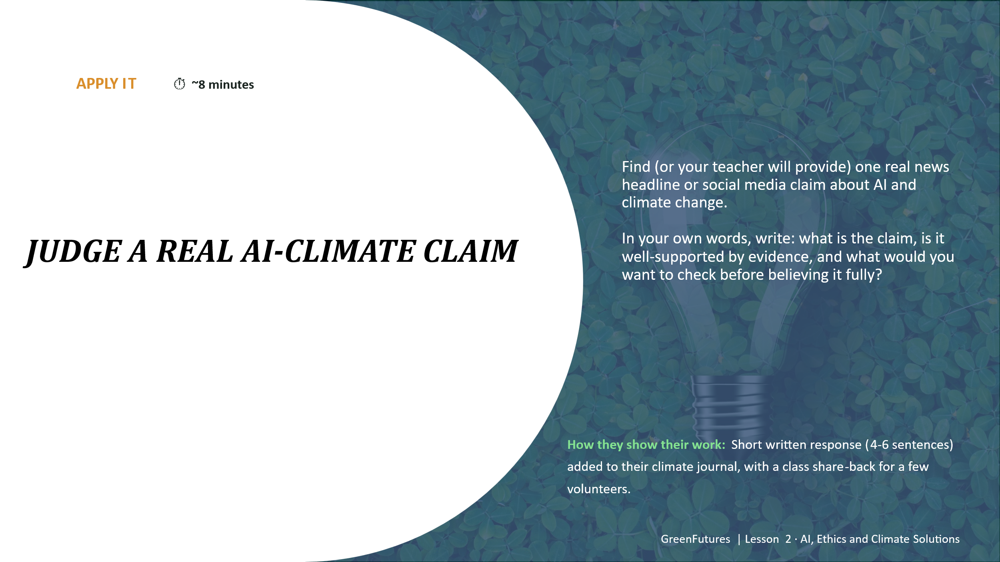 APPLY IT
~8 minutes
JUDGE A REAL AI-CLIMATE CLAIM
Find (or your teacher will provide) one real news
headline or social media claim about AI and
climate change.
In your own words, write: what is the claim, is it
well-supported by evidence, and what would you
want to check before believing it fully?
How they show their work: Short written response (4-6 sentences)
added to their climate journal, with a class share-back for a few
volunteers.
GreenFutures | Lesson 2 · AI, Ethics and Climate Solutions